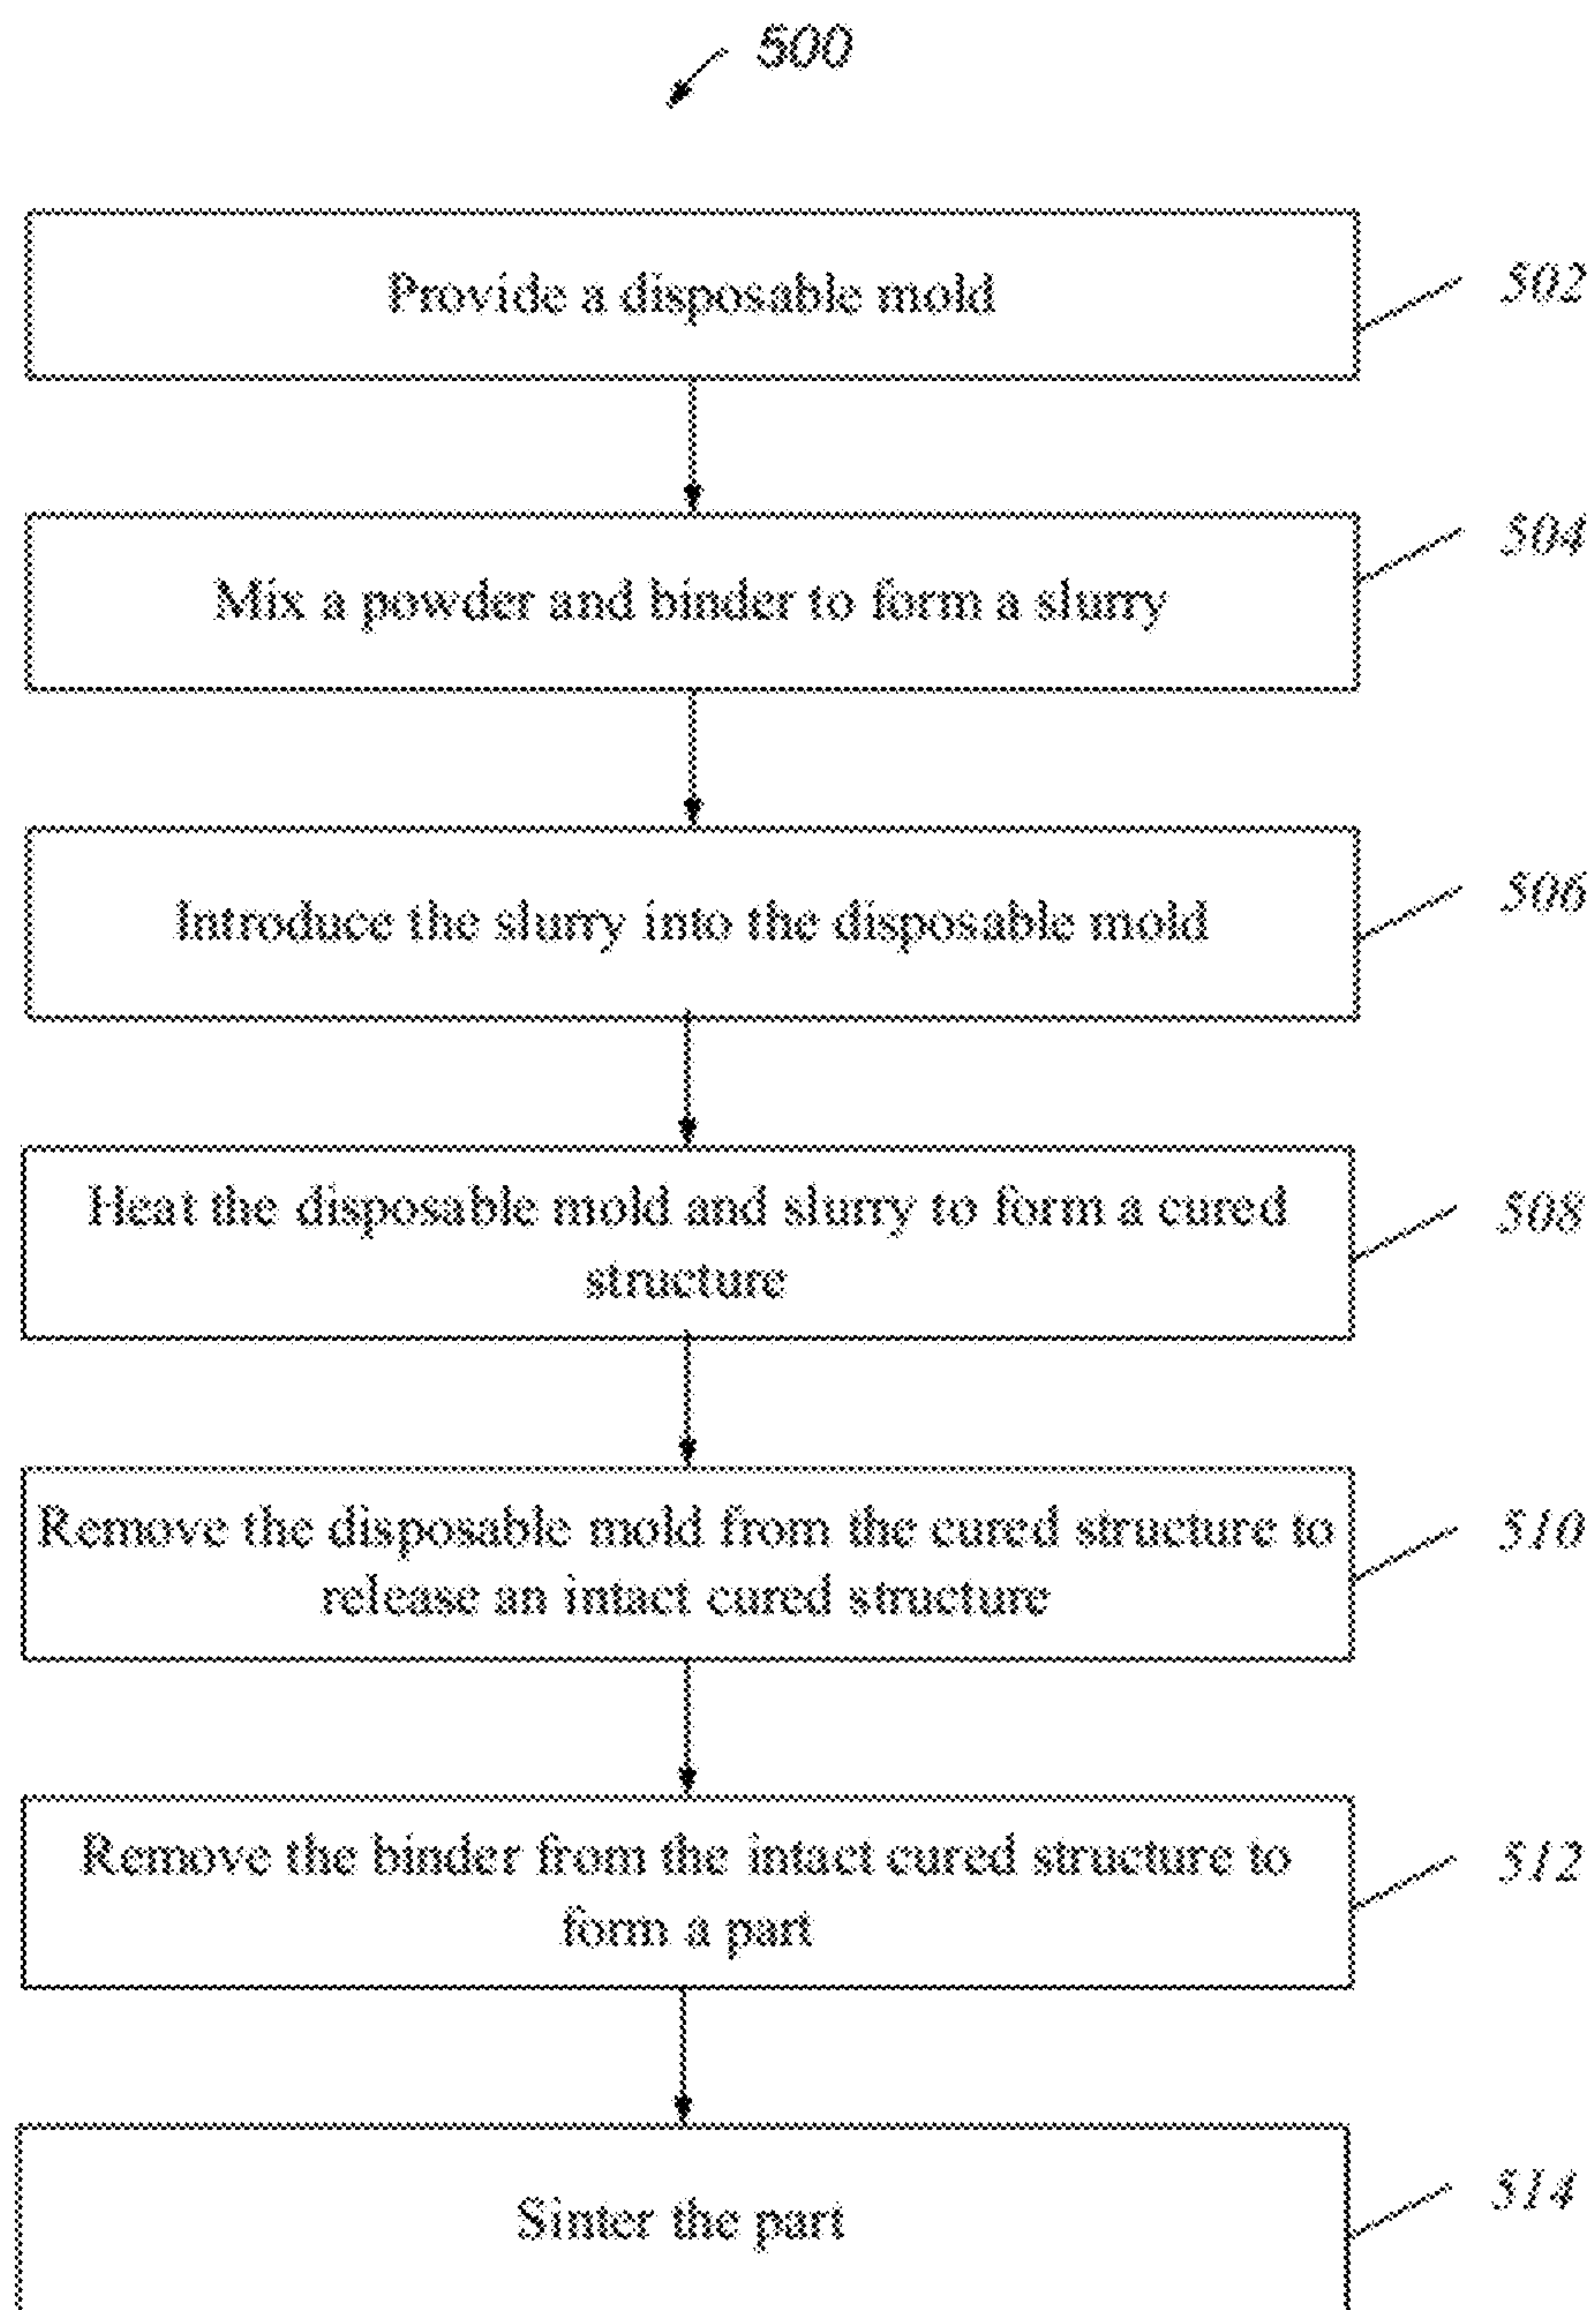 500
Provide a disposable mold
502
Mix a powder and binder to form a slurry
504
Introduce the slurry into the disposable mold
506
Heat the disposable mold and slurry to form a cured
structure
508
Remove the disposable mold from the cured structure to
release an intact cured structure
510
Remove the binder from the intact cured structure to
form a part
512
Sinter the part
514